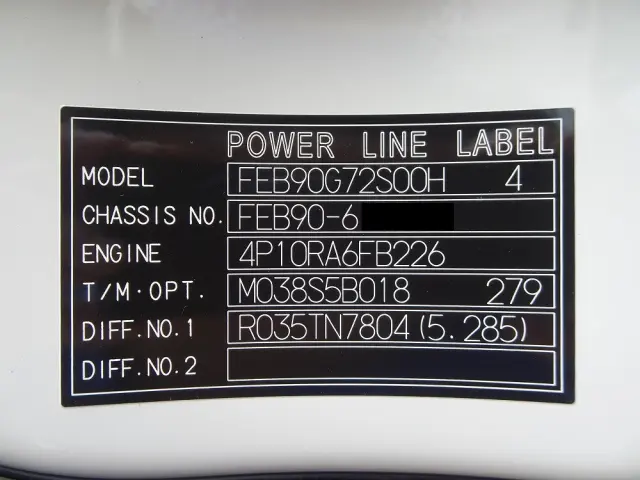 POWER LINE LABEL
MODEL FEB90G72S00H 4
CHASSIS NO. FEB90-6
ENGINE 4P10RA6FB226
T/M·OPT. M038S5B018 279
DIFF.NO.1 R035TN7804(5.285)
DIFF.NO.2